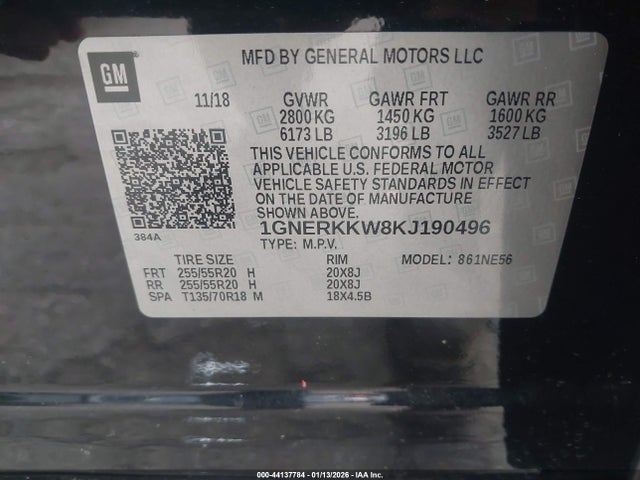 GM
MFD BY GENERAL MOTORS LLC
11/18 GVWR GAWR FRT GAWR RR
2800 KG 1450 KG 1600 KG
6173 LB 3196 LB 3527 LB
THIS VEHICLE CONFORMS TO ALL
APPLICABLE U.S. FEDERAL MOTOR
VEHICLE SAFETY STANDARDS IN EFFECT
ON THE DATE OF MANUFACTURE
SHOWN ABOVE.
1GNERKKW8KJ190496
384A
TYPE: M.P.V.
TIRE SIZE RIM MODEL: 861NE56
FRT 255/55R20 H 20X8J
RR 255/55R20 H 20X8J
SPA T135/70R18 M 18X4.5B
000-44137784 - 01/13/2026 - IAA Inc.